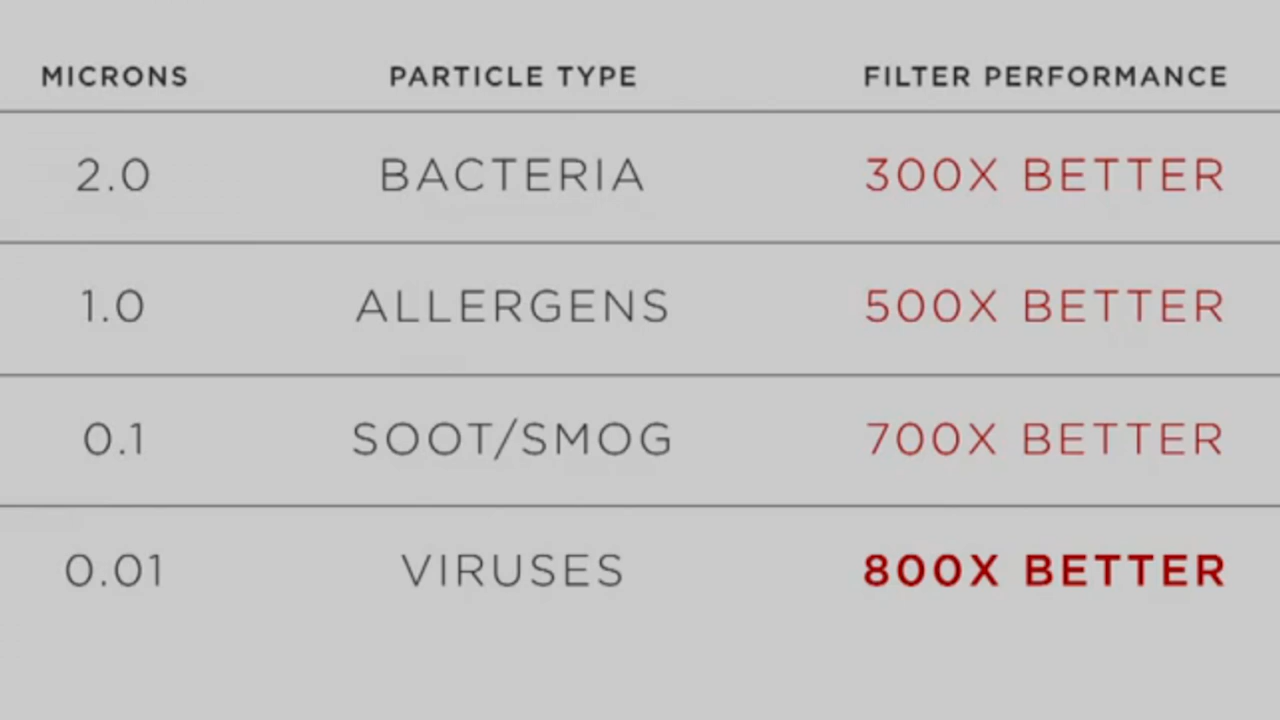 MICRONS PARTICLE TYPE FILTER PERFORMANCE
2.0 BACTERIA 300X BETTER
1.0 ALLERGENS 500X BETTER
0.1 SOOT/SMOG 700X BETTER
0.01 VIRUSES 800X BETTER